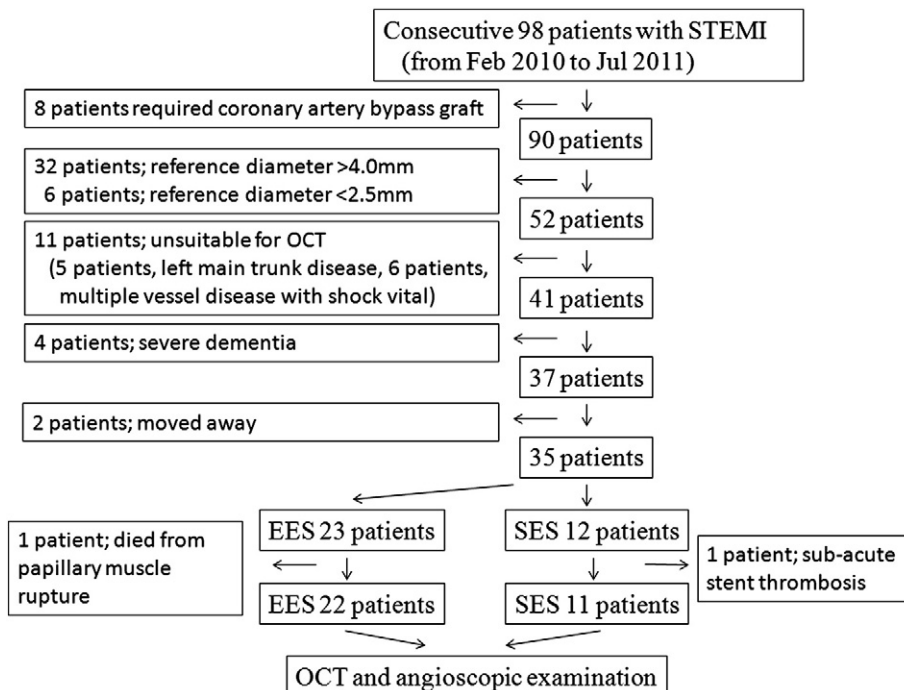 Consecutive 98 patients with STEMI
(from Feb 2010 to Jul 2011)
8 patients required coronary artery bypass graft
90 patients
32 patients; reference diameter >4.0mm
6 patients; reference diameter <2.5mm
52 patients
11 patients; unsuitable for OCT
(5 patients, left main trunk disease, 6 patients,
multiple vessel disease with shock vital)
41 patients
4 patients; severe dementia
37 patients
2 patients; moved away
35 patients
EES 23 patients
SES 12 patients
1 patient; died from
papillary muscle
rupture
1 patient; sub-acute
stent thrombosis
EES 22 patients
SES 11 patients
OCT and angioscopic examination